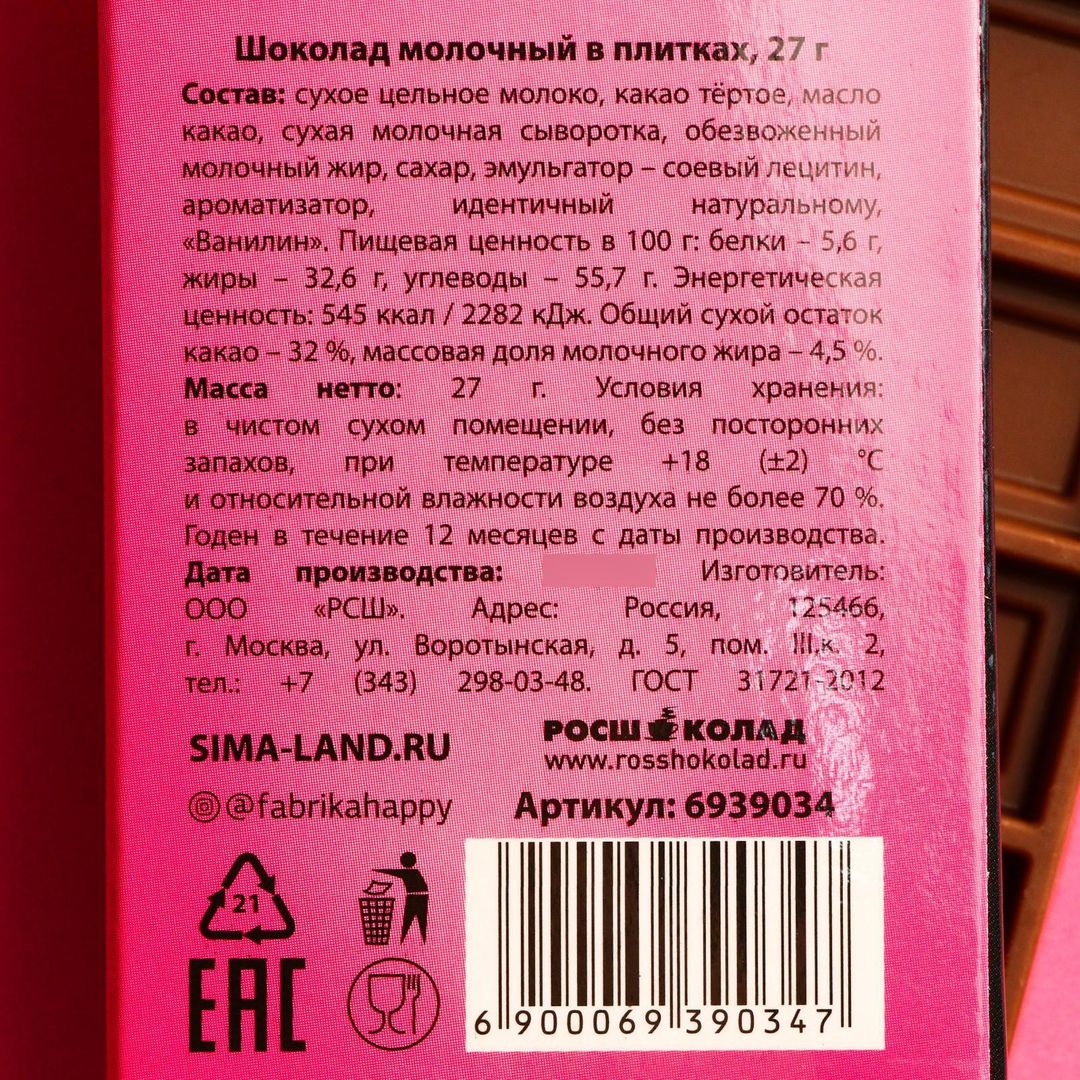 Шоколад молочный в плитках, 27 г
Состав: сухое цельное молоко, какао тёртое, масло
какао, сухая молочная сыворотка, обезвоженный
молочный жир, сахар, эмульгатор – соевый лецитин,
ароматизатор, идентичный натуральному,
«Ванилин». Пищевая ценность в 100 г: белки – 5,6 г,
жиры – 32,6 г, углеводы – 55,7 г. Энергетическая
ценность: 545 ккал / 2282 кДж. Общий сухой остаток
какао – 32 %, массовая доля молочного жира – 4,5 %.
Масса нетто: 27 г. Условия хранения:
в чистом сухом помещении, без посторонних
запахов, при температуре +18 (±2) °С
и относительной влажности воздуха не более 70 %.
Годен в течение 12 месяцев с даты производства.
Дата производства: Изготовитель:
ООО «РСШ». Адрес: Россия, 125466,
г. Москва, ул. Воротынская, д. 5, пом. III,к. 2,
тел.: +7 (343) 298-03-48. ГОСТ 31721-2012
SIMA-LAND.RU
РОСШОКОЛАД
www.rosshokolad.ru
@fabrikahappy
Артикул: 6939034
21
EAC
6 900069 390347